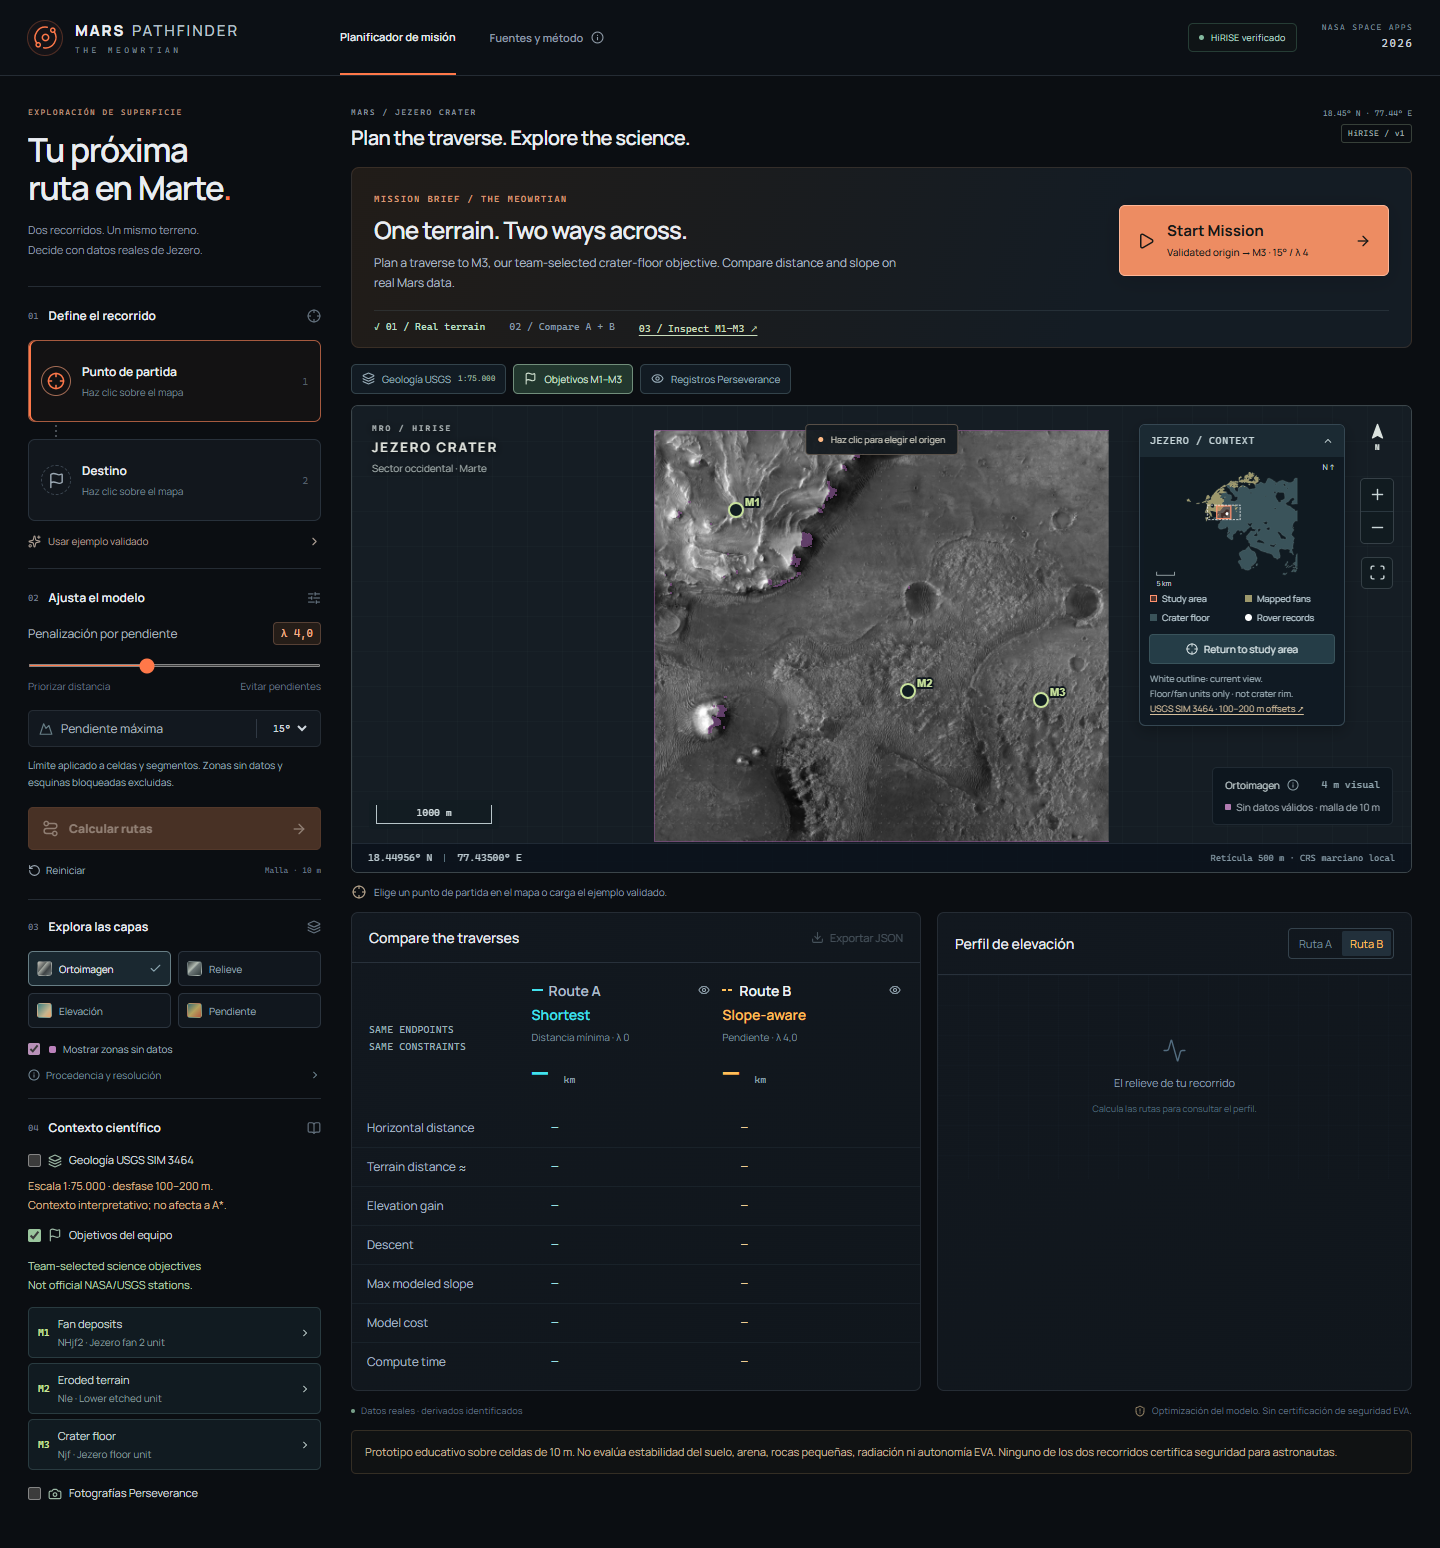 MARS PATHFINDER
THE MEOWRTIAN
Planificador de misión
Fuentes y método
HiRISE verificado
NASA SPACE APPS
2026
EXPLORACIÓN DE SUPERFICIE
Tu próxima
ruta en Marte.
Dos recorridos. Un mismo terreno.
Decide con datos reales de Jezero.
01 Define el recorrido
Punto de partida
Haz clic sobre el mapa
1
Destino
Haz clic sobre el mapa
2
Usar ejemplo validado
02 Ajusta el modelo
Penalización por pendiente
λ 4,0
Priorizar distancia
Evitar pendientes
Pendiente máxima
15°
Límite aplicado a celdas y segmentos. Zonas sin datos y
esquinas bloqueadas excluidas.
Calcular rutas
Reiniciar
Malla · 10 m
03 Explora las capas
Ortoimagen
Relieve
Elevación
Pendiente
Mostrar zonas sin datos
Procedencia y resolución
04 Contexto científico
Geología USGS SIM 3464
Escala 1:75.000 · desfase 100–200 m.
Contexto interpretativo; no afecta a A*.
Objetivos del equipo
Team-selected science objectives
Not official NASA/USGS stations.
M1 Fan deposits
NHjf2 · Jezero fan 2 unit
M2 Eroded terrain
Nle · Lower etched unit
M3 Crater floor
Njf · Jezero floor unit
Fotografías Perseverance
MARS / JEZERO CRATER
Plan the traverse. Explore the science.
18.45° N · 77.44° E
HiRISE / v1
MISSION BRIEF / THE MEOWRTIAN
One terrain. Two ways across.
Plan a traverse to M3, our team-selected crater-floor objective. Compare distance and slope on
real Mars data.
Start Mission
Validated origin → M3 · 15° / λ 4
✓ 01 / Real terrain
02 / Compare A + B
03 / Inspect M1–M3 ↗
Geología USGS 1:75.000
Objetivos M1–M3
Registros Perseverance
MRO / HIRISE
JEZERO CRATER
Sector occidental · Marte
Haz clic para elegir el origen
M1
M2
M3
JEZERO / CONTEXT
N ↑
5 km
Study area
Mapped fans
Crater floor
Rover records
Return to study area
White outline: current view.
Floor/fan units only · not crater rim.
USGS SIM 3464 · 100–200 m offsets ↗
N
+
−
Ortoimagen
4 m visual
Sin datos válidos · malla de 10 m
1000 m
18.44956° N | 77.43500° E
Retícula 500 m · CRS marciano local
Elige un punto de partida en el mapa o carga el ejemplo validado.
Compare the traverses
Exportar JSON
SAME ENDPOINTS
SAME CONSTRAINTS
Route A
Shortest
Distancia mínima · λ 0
— km
Route B
Slope-aware
Pendiente · λ 4,0
— km
Horizontal distance — —
Terrain distance ≈ — —
Elevation gain — —
Descent — —
Max modeled slope — —
Model cost — —
Compute time — —
Perfil de elevación
Ruta A
Ruta B
El relieve de tu recorrido
Calcula las rutas para consultar el perfil.
Datos reales · derivados identificados
Optimización del modelo. Sin certificación de seguridad EVA.
Prototipo educativo sobre celdas de 10 m. No evalúa estabilidad del suelo, arena, rocas pequeñas, radiación ni autonomía EVA. Ninguno de los dos recorridos certifica seguridad para astronautas.